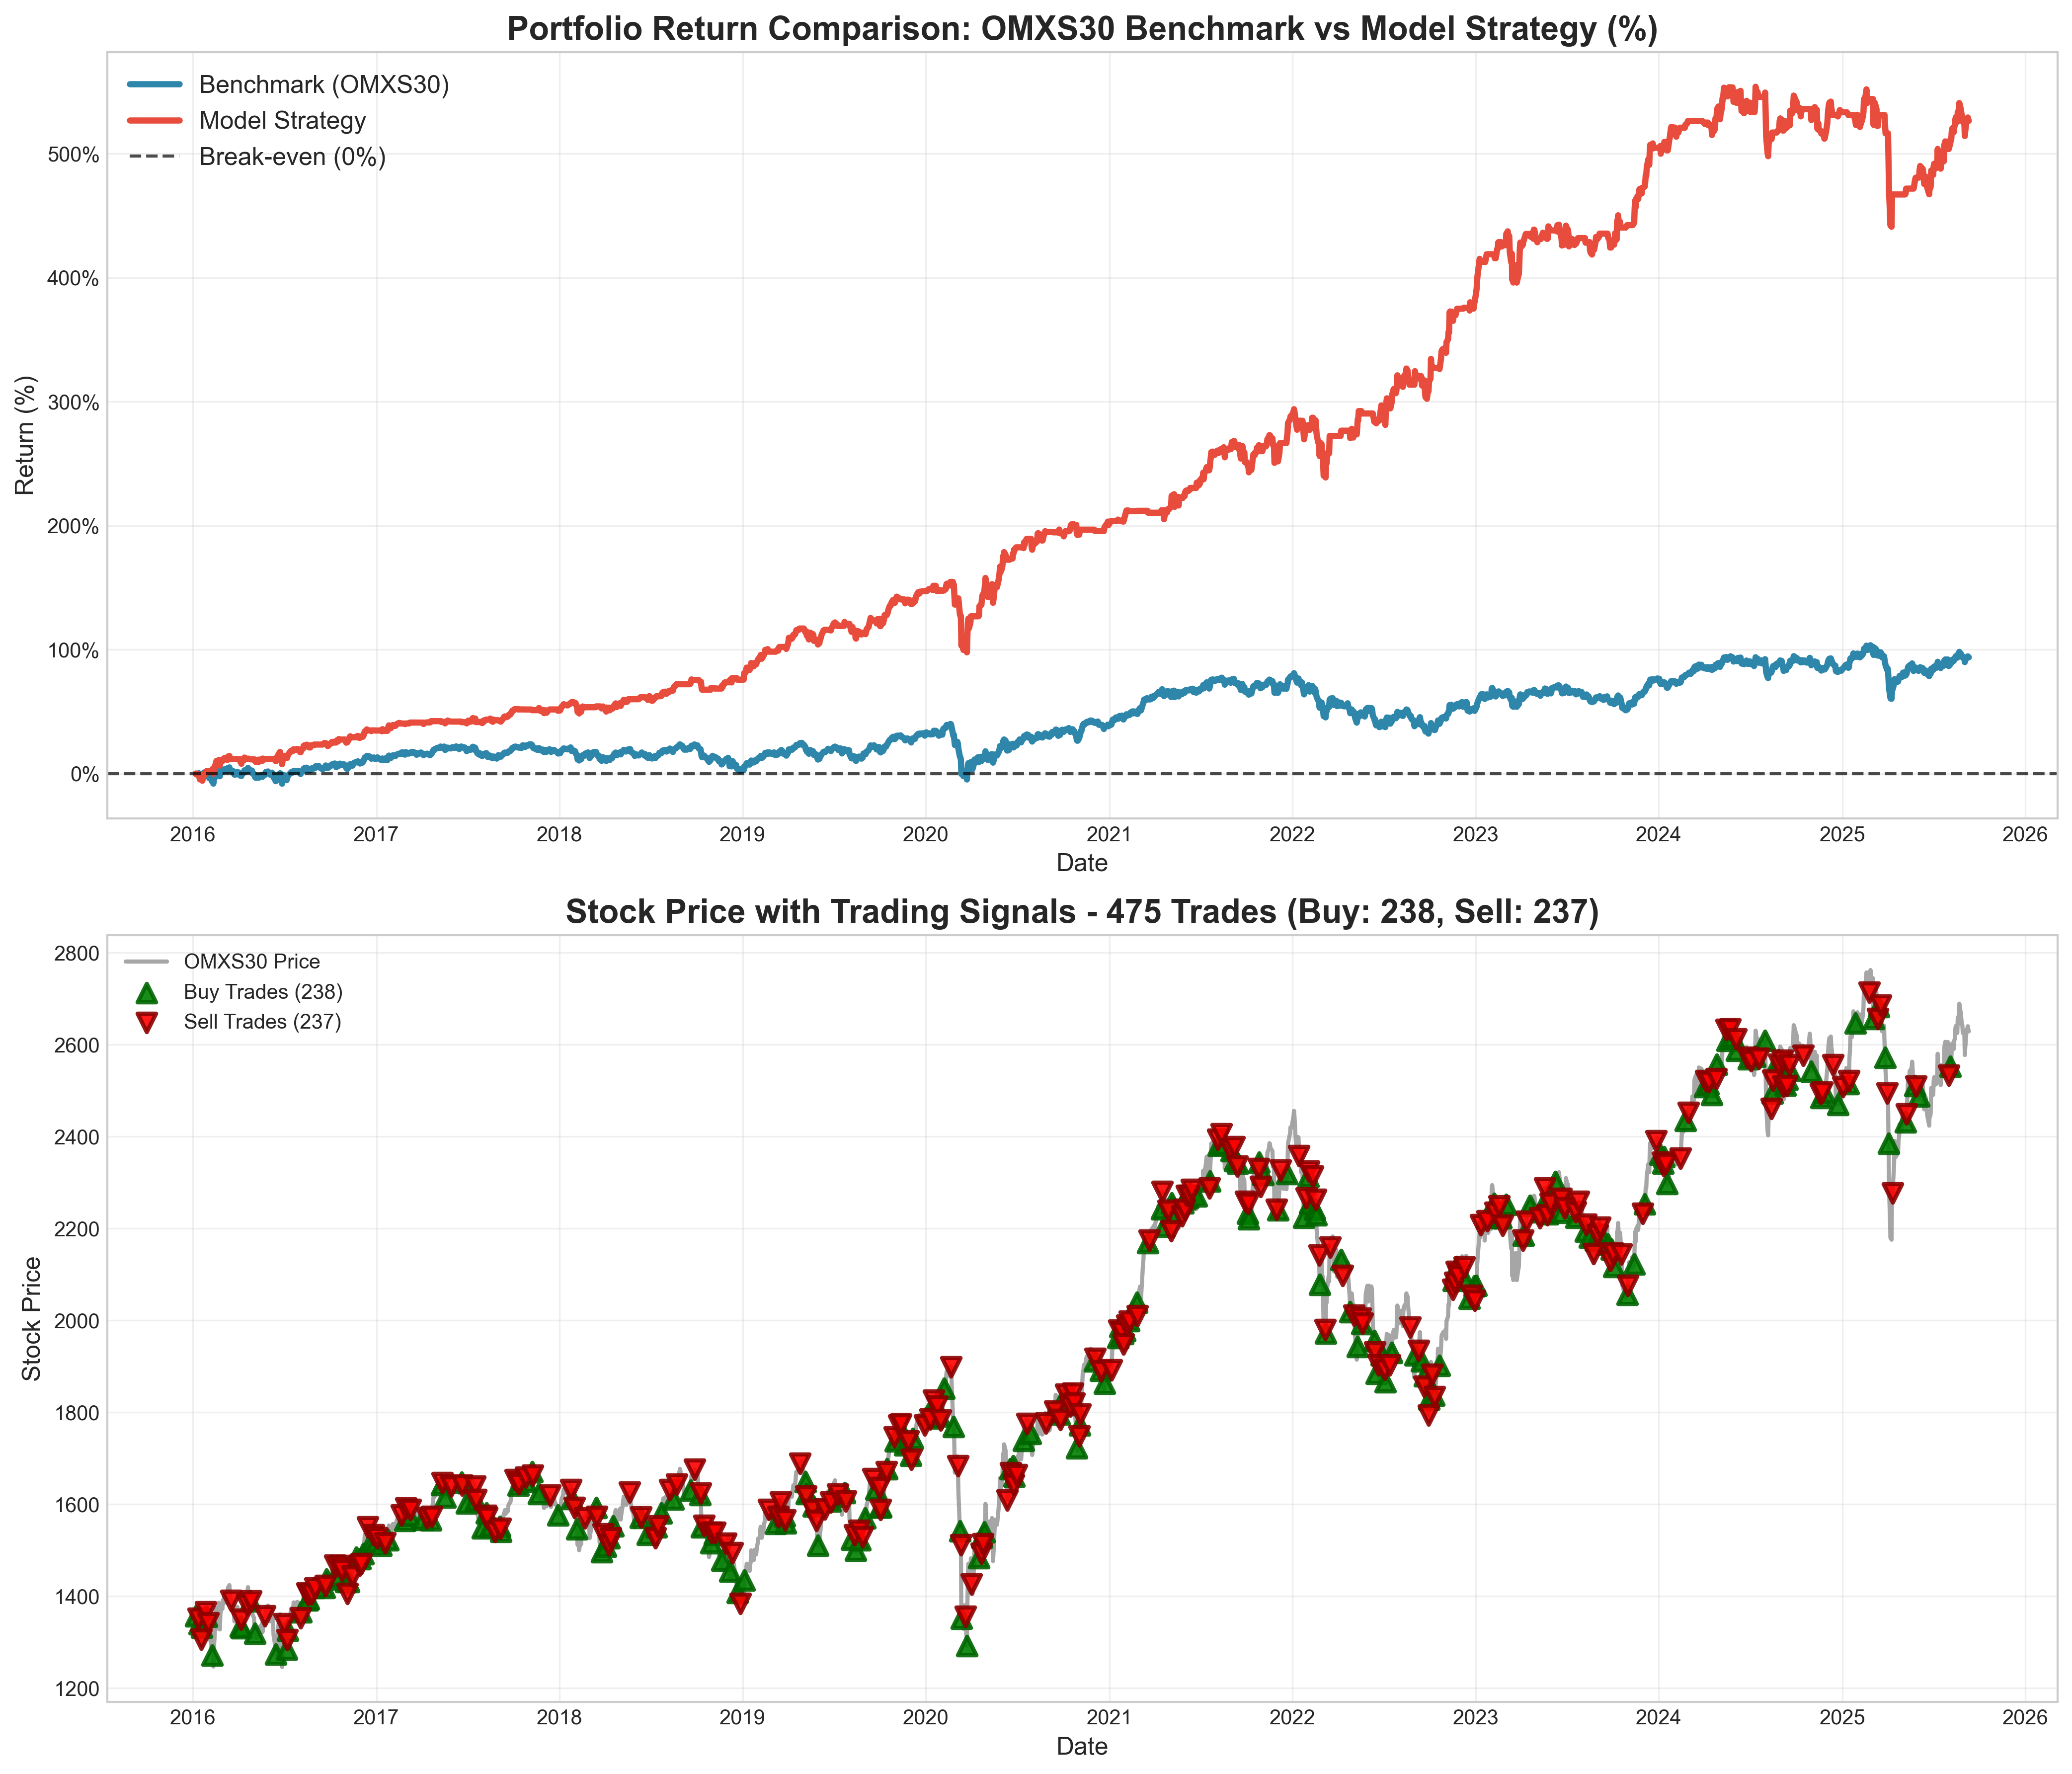 Portfolio Return Comparison: OMXS30 Benchmark vs Model Strategy (%)
Benchmark (OMXS30)
Model Strategy
Break-even (0%)
Return (%)
500%
400%
300%
200%
100%
0%
2016 2017 2018 2019 2020 2021 2022 2023 2024 2025 2026
Date
Stock Price with Trading Signals - 475 Trades (Buy: 238, Sell: 237)
OMXS30 Price
Buy Trades (238)
Sell Trades (237)
Stock Price
2800
2600
2400
2200
2000
1800
1600
1400
1200
2016 2017 2018 2019 2020 2021 2022 2023 2024 2025 2026
Date